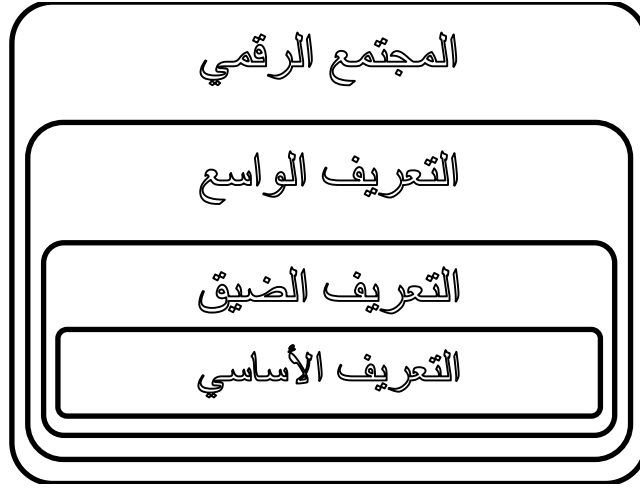 المجتمع الرقمي
التعريف الواسع
التعريف الضيق
التعريف الأساسي